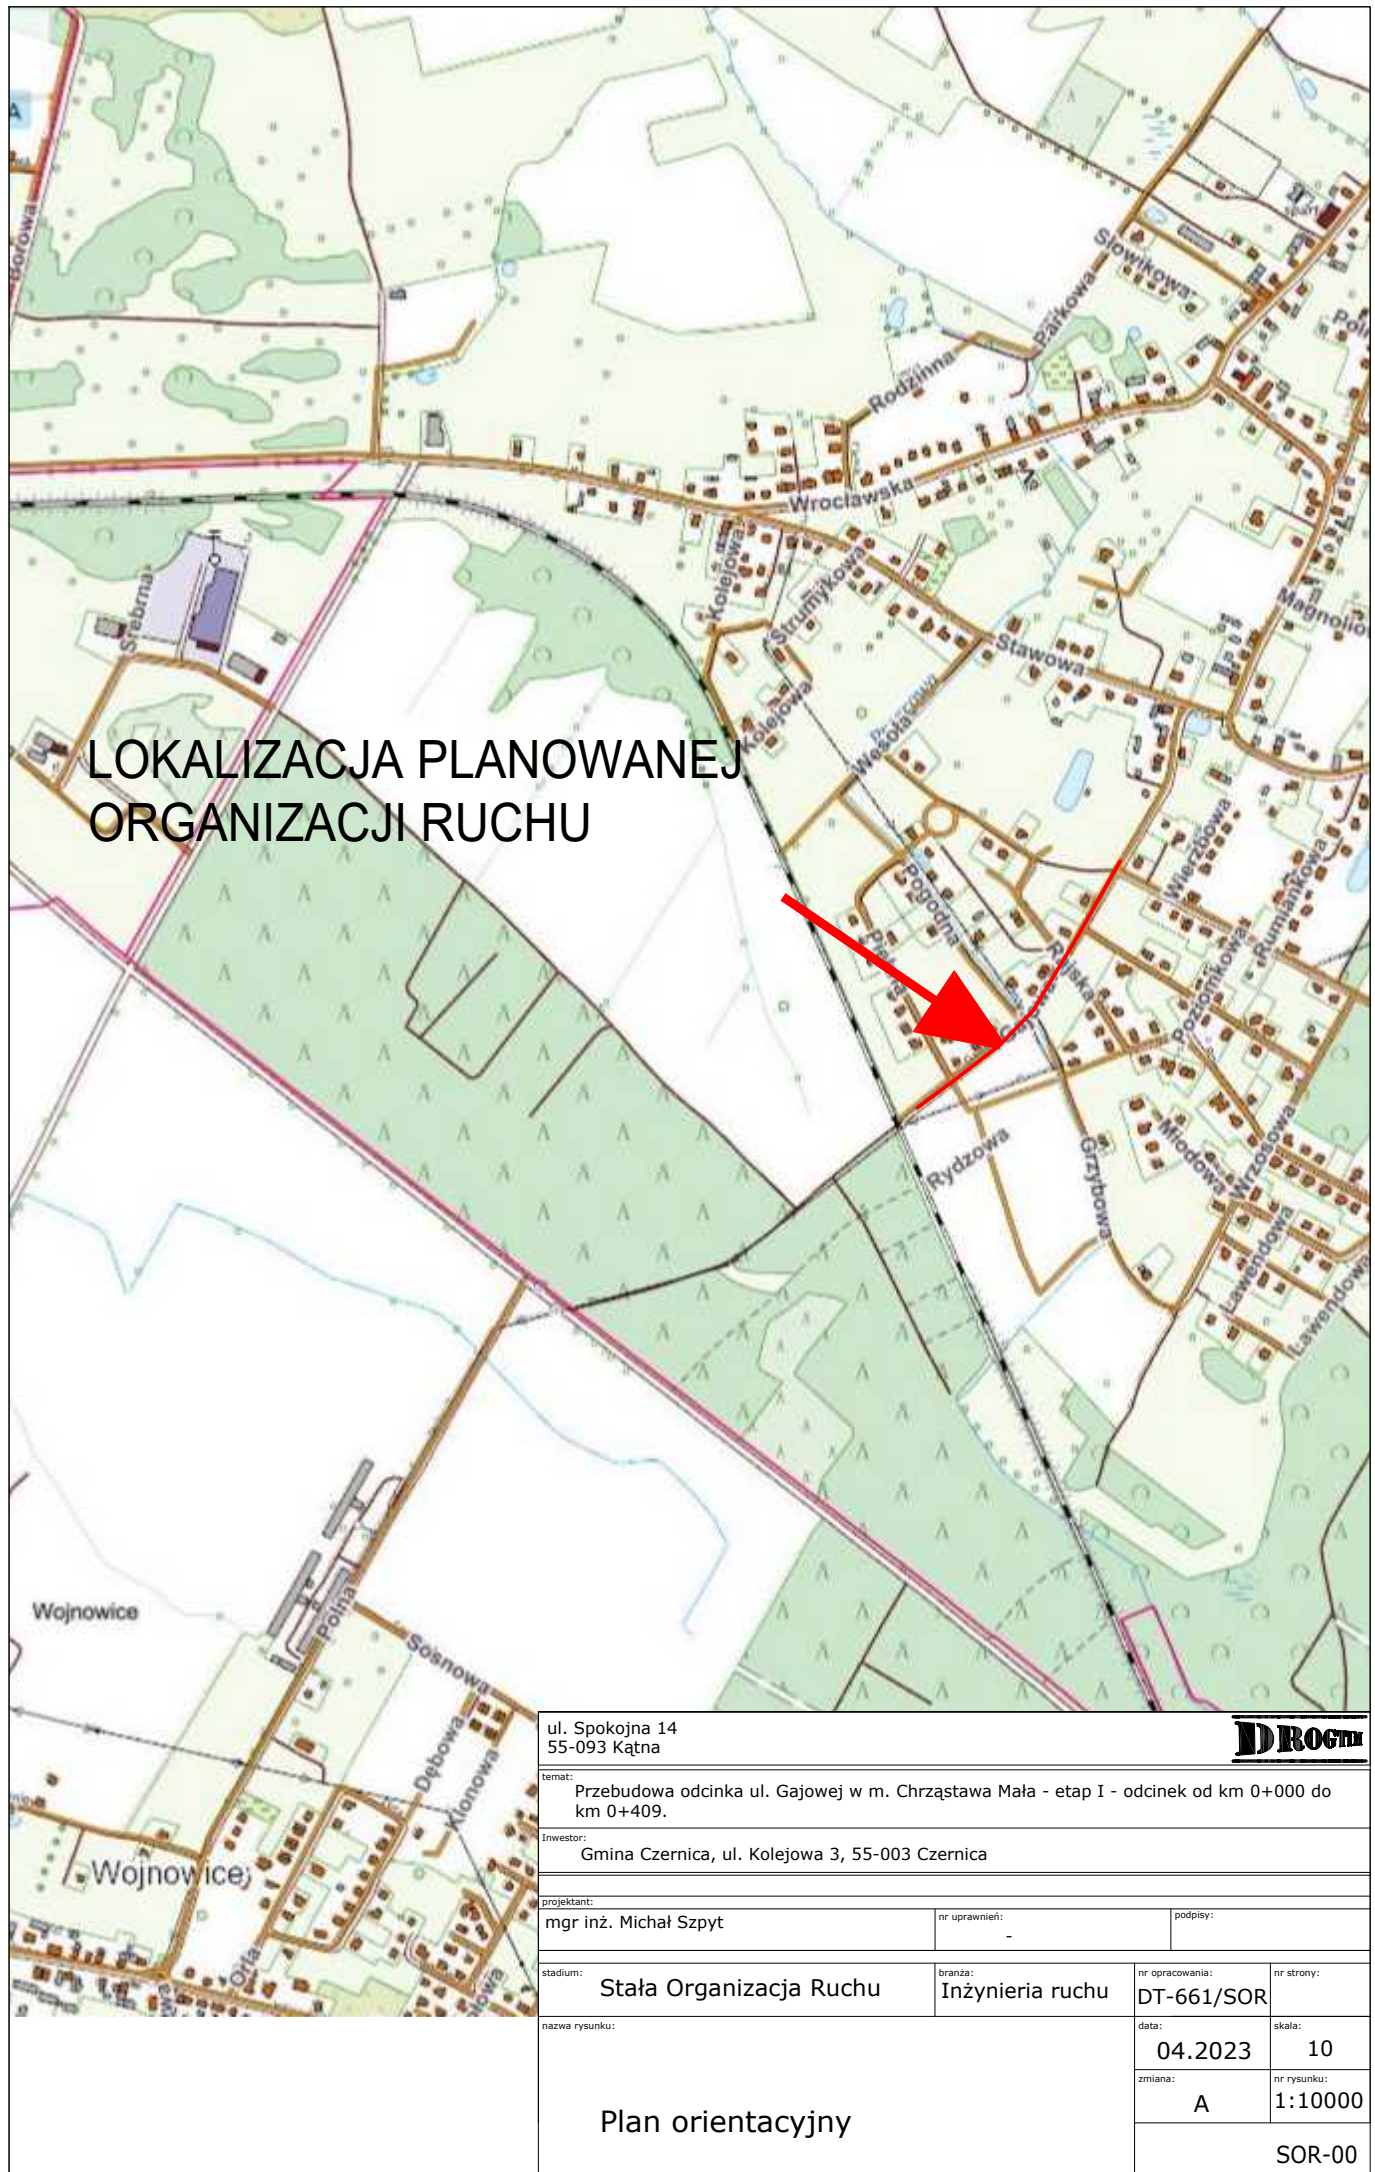 A
Borowa
Słowikowa
Parkowa
Rodzinna
Wrocławska
Srebrna
Kolejowa
Strumykowa
Stawowa
Magnolio
Kolejowa
Wesoła
LOKALIZACJA PLANOWANEJ
ORGANIZACJI RUCHU
Wierzbowa
Rumiankowa
Pogodna
Rajska
Poziomkowa
Rydzowa
Grzybowa
Miodowa
Wrzosowa
Lawendowa
Lawendowa
Wojnowice
Polna
Sosnowa
Dębowa
Klonowa
Wojnowice
Orla
ul. Spokojna 14
55-093 Kątna
DROGTIM
temat:
Przebudowa odcinka ul. Gajowej w m. Chrząstawa Mała - etap I - odcinek od km 0+000 do
km 0+409.
Inwestor:
Gmina Czernica, ul. Kolejowa 3, 55-003 Czernica
projektant:
mgr inż. Michał Szpyt
nr uprawnień:
-
podpisy:
stadium:
Stała Organizacja Ruchu
branża:
Inżynieria ruchu
nr opracowania:
DT-661/SOR
nr strony:
nazwa rysunku:
Plan orientacyjny
data:
04.2023
skala:
10
zmiana:
A
nr rysunku:
1:10000
SOR-00